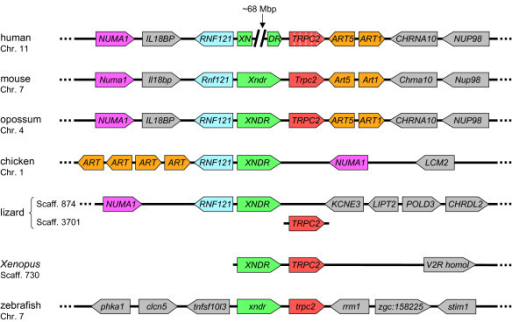 ~68 Mbp
human NUMA1 IL18BP RNF121 XN DR TRPC2 ART5 ART1 CHRNA10 NUP98
Chr. 11
mouse Numa1 Il18bp Rnf121 Xndr Trpc2 Art5 Art1 Chrna10 Nup98
Chr. 7
opossum NUMA1 IL18BP RNF121 XNDR TRPC2 ART5 ART1 CHRNA10 NUP98
Chr. 4
chicken ART ART ART ART RNF121 XNDR NUMA1 LCM2
Chr. 1
lizard Scaff. 874 NUMA1 RNF121 XNDR KCNE3 LIPT2 POLD3 CHRDL2
Scaff. 3701 TRPC2
Xenopus XNDR TRPC2 V2R homol
Scaff. 730
zebrafish phka1 clcn5 tnfsf10l3 xndr trpc2 rrm1 zgc:158225 stim1
Chr. 7